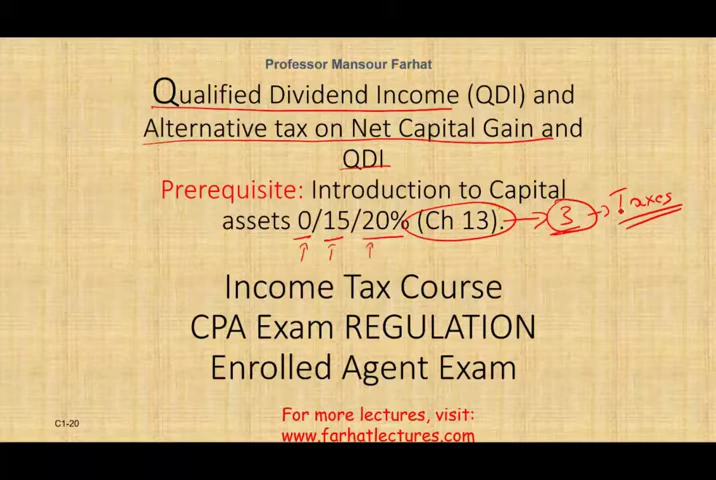 Professor Mansour Farhat
Qualified Dividend Income (QDI) and
Alternative tax on Net Capital Gain and
QDI
Prerequisite: Introduction to Capital
assets 0/15/20% (Ch 13). 3 Taxes
Income Tax Course
CPA Exam REGULATION
Enrolled Agent Exam
For more lectures, visit:
www.farhatlectures.com
C1-20